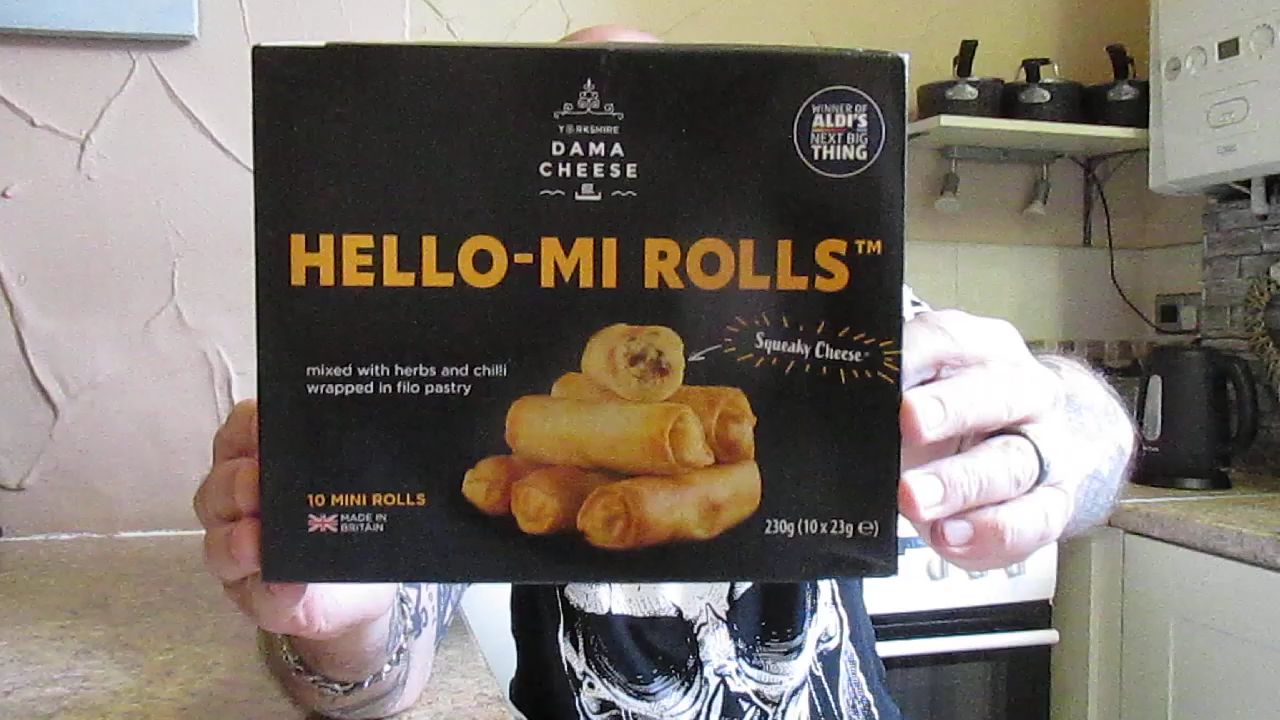 YORKSHIRE
DAMA
CHEESE
WINNER OF
ALDI'S
NEXT BIG
THING
HELLO-MI ROLLS™
Squeaky Cheese
mixed with herbs and chilli
wrapped in filo pastry
10 MINI ROLLS
MADE IN
BRITAIN
230g (10 x 23g ℮)